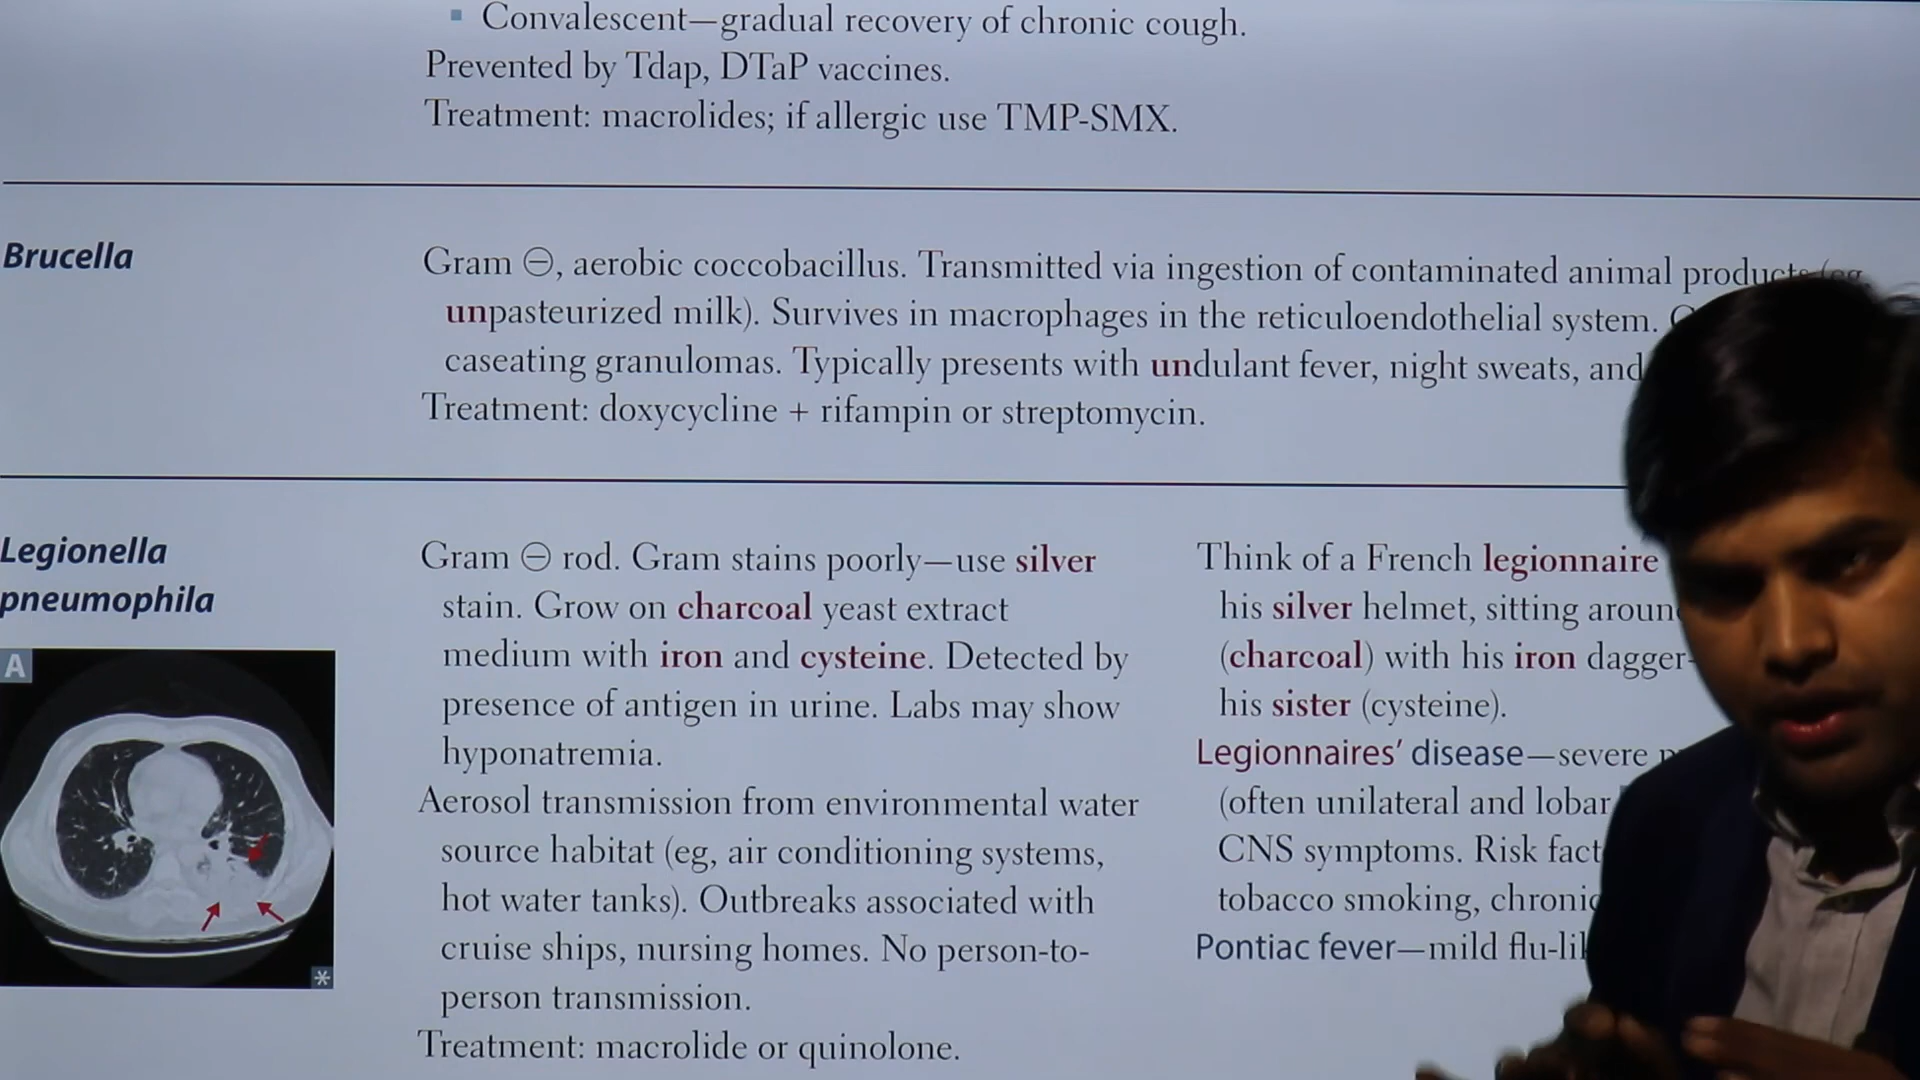 ▪ Convalescent—gradual recovery of chronic cough.
Prevented by Tdap, DTaP vaccines.
Treatment: macrolides; if allergic use TMP-SMX.
Brucella
Gram ⊖, aerobic coccobacillus. Transmitted via ingestion of contaminated animal products (eg,
unpasteurized milk). Survives in macrophages in the reticuloendothelial system.
caseating granulomas. Typically presents with undulant fever, night sweats, and
Treatment: doxycycline + rifampin or streptomycin.
Legionella
pneumophila
A
*
Gram ⊖ rod. Gram stains poorly—use silver
stain. Grow on charcoal yeast extract
medium with iron and cysteine. Detected by
presence of antigen in urine. Labs may show
hyponatremia.
Aerosol transmission from environmental water
source habitat (eg, air conditioning systems,
hot water tanks). Outbreaks associated with
cruise ships, nursing homes. No person-to-
person transmission.
Treatment: macrolide or quinolone.
Think of a French legionnaire
his silver helmet, sitting aroun
(charcoal) with his iron dagger—
his sister (cysteine).
Legionnaires' disease—severe
(often unilateral and lobar
CNS symptoms. Risk fact
tobacco smoking, chronic
Pontiac fever—mild flu-lik